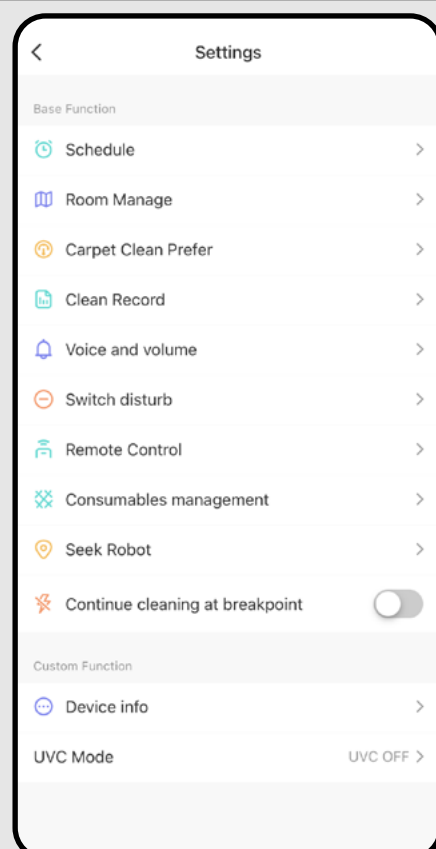 Settings
Base Function
Schedule
Room Manage
Carpet Clean Prefer
Clean Record
Voice and volume
Switch disturb
Remote Control
Consumables management
Seek Robot
Continue cleaning at breakpoint
Custom Function
Device info
UVC Mode UVC OFF